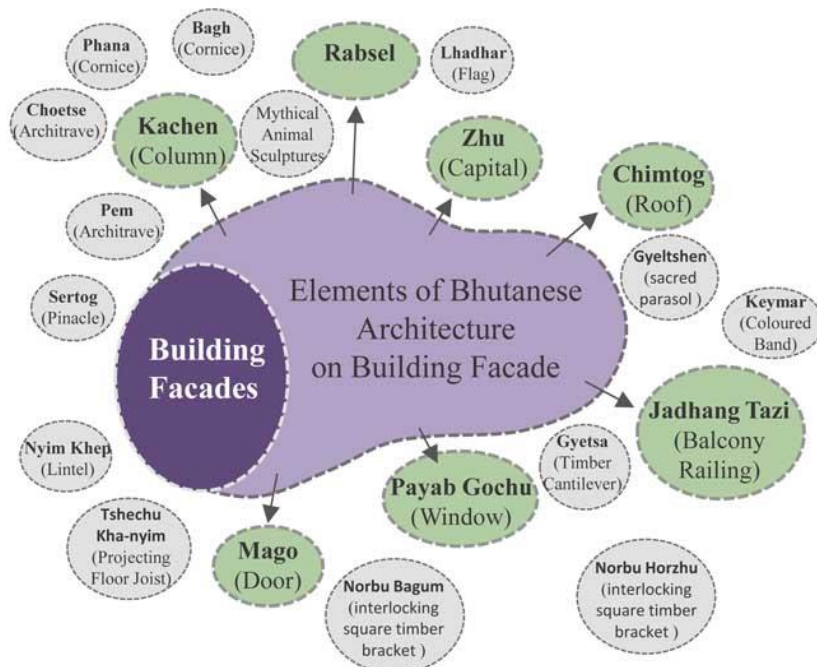 Bagh
(Cornice)
Phana
(Cornice)
Rabsel
Lhadhar
(Flag)
Choetse
(Architrave)
Kachen
(Column)
Mythical
Animal
Sculptures
Zhu
(Capital)
Chimtog
(Roof)
Pem
(Architrave)
Gyeltshen
(sacred
parasol )
Sertog
(Pinacle)
Keymar
(Coloured
Band)
Elements of Bhutanese
Architecture
on Building Facade
Building
Facades
Jadhang Tazi
(Balcony
Railing)
Nyim Khep
(Lintel)
Gyetsa
(Timber
Cantilever)
Payab Gochu
(Window)
Tshechu
Kha-nyim
(Projecting
Floor Joist)
Mago
(Door)
Norbu Bagum
(interlocking
square timber
bracket )
Norbu Horzhu
(interlocking
square timber
bracket )